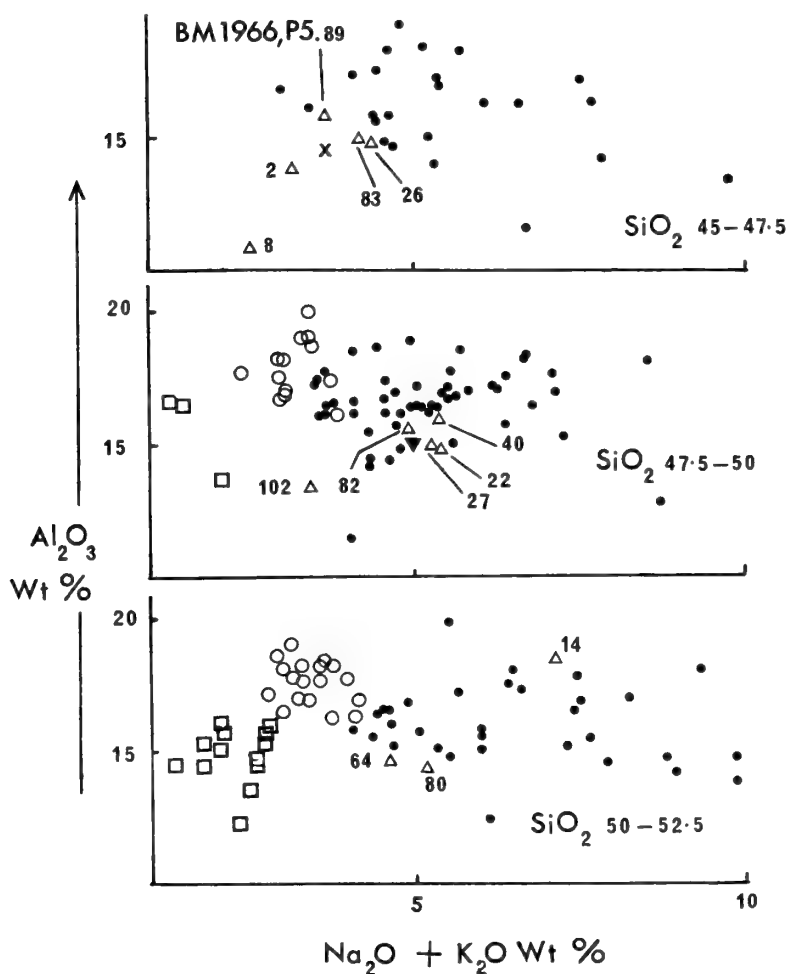 BM1966,P5.89
15
2
83
26
8
SiO₂ 45–47·5
20
15
40
82
22
27
102
SiO₂ 47·5–50
Al₂O₃
Wt %
20
14
15
64
80
SiO₂ 50–52·5
5
10
Na₂O + K₂O Wt %